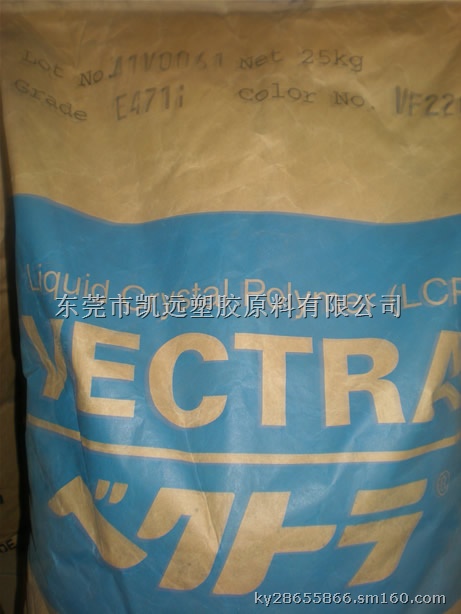 Lot No. A1V0061 Net 25kg
Grade E471i Color No. VF22
Liquid Crystal Polymer (LCP
东莞市凯远塑胶原料有限公司
VECTRA
ベクトラ®
ky28655866.sm160.com